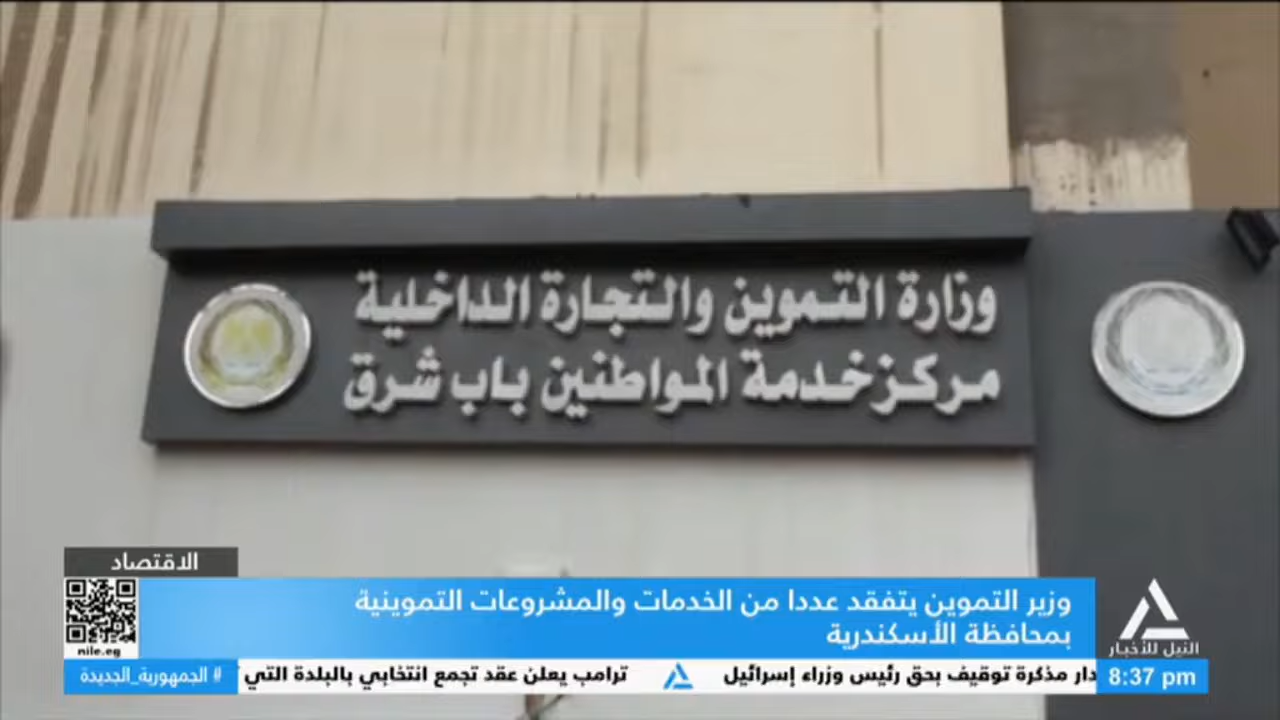 وزارة التموين والتجارة الداخلية
مركز خدمة المواطنين باب شرق
الاقتصاد
وزير التموين يتفقد عددا من الخدمات والمشروعات التموينية
بمحافظة الأسكندرية
nile.eg
النيل للأخبار
# الجمهورية_الجديدة
دار مذكرة توقيف بحق رئيس وزراء إسرائيل
ترامب يعلن عقد تجمع انتخابي بالبلدة التي
8:37 pm